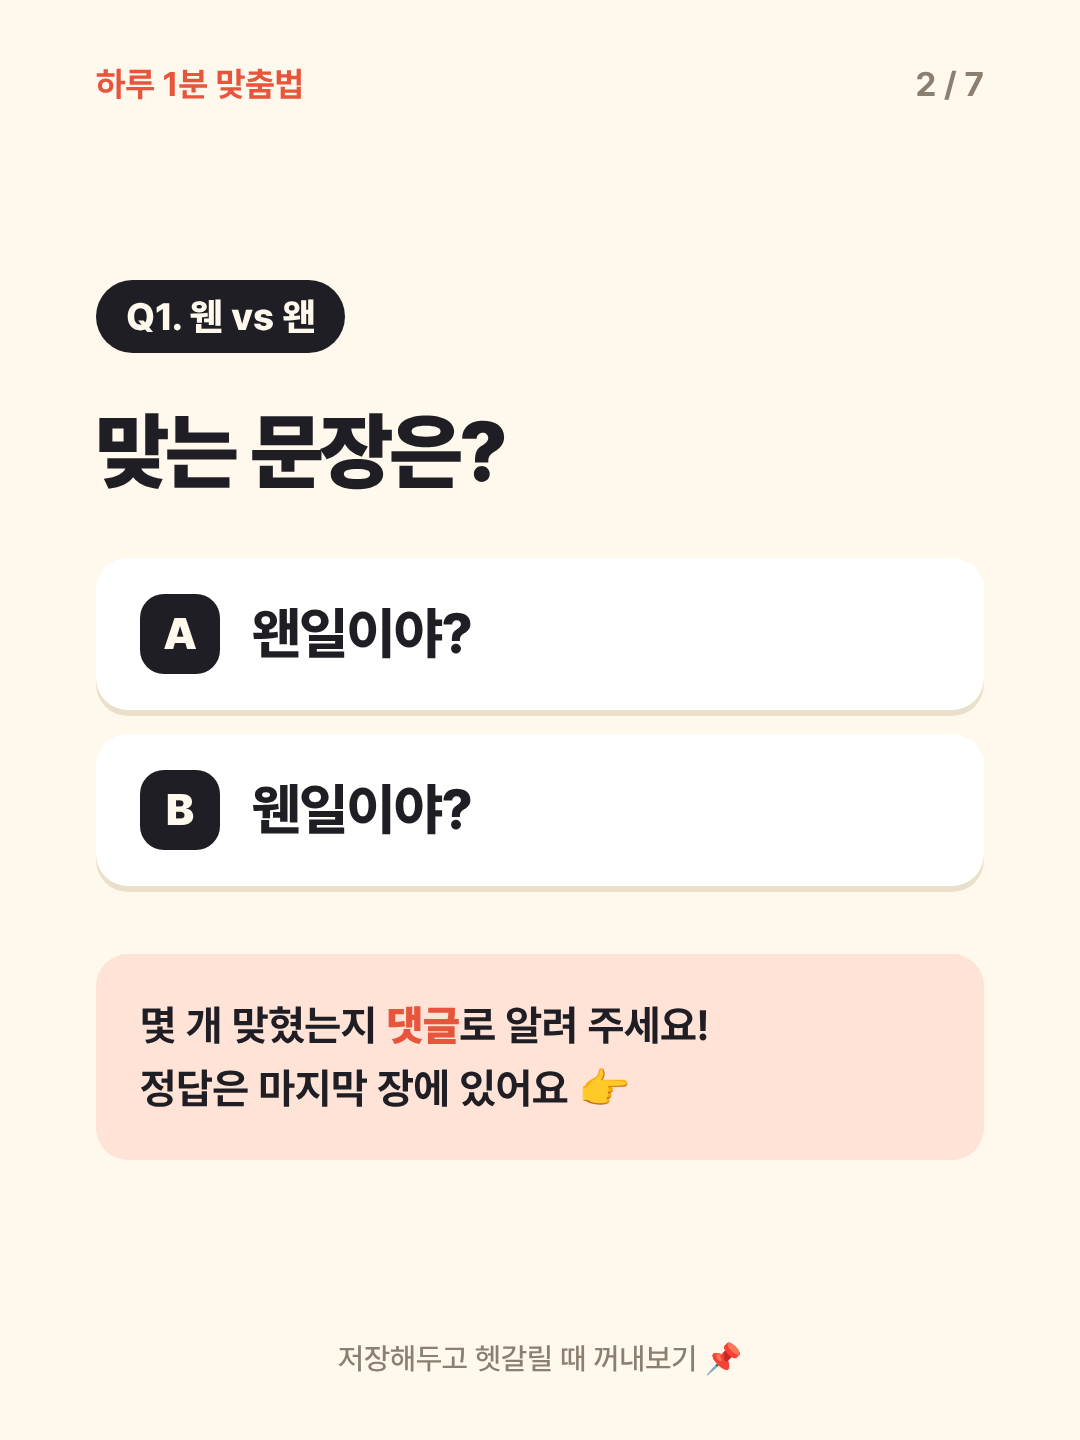 하루 1분 맞춤법
2 / 7
Q1. 웬 vs 왠
맞는 문장은?
A 왠일이야?
B 웬일이야?
몇 개 맞혔는지 댓글로 알려 주세요!
정답은 마지막 장에 있어요 👉
저장해두고 헷갈릴 때 꺼내보기 📌